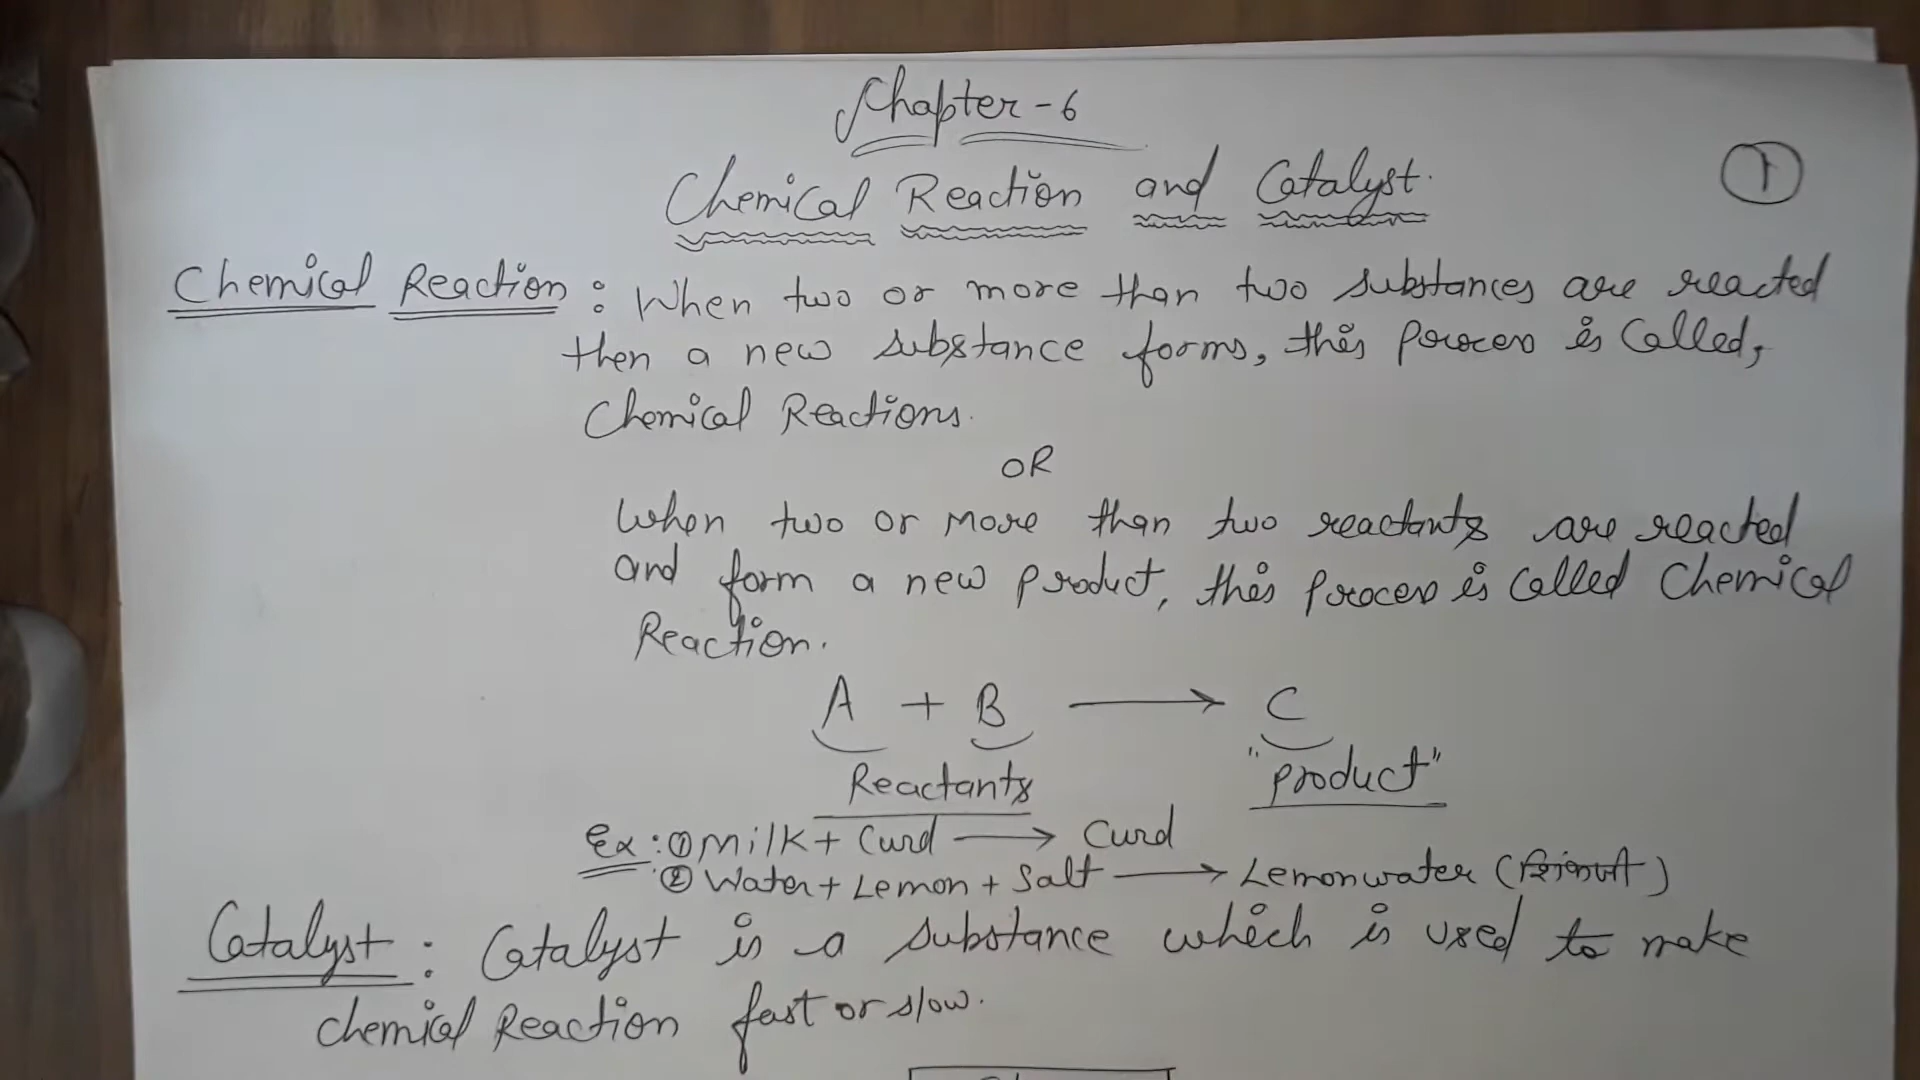 Chapter-6
Chemical Reaction and Catalyst.
1
Chemical Reaction : When two or more than two substances are reacted
then a new substance forms, this process is called,
Chemical Reactions.
OR
When two or more than two reactants are reacted
and form a new product, this process is called Chemical
Reaction.
A + B → C
Reactants "product"
Ex : ① Milk + Curd → Curd
② Water + Lemon + Salt → Lemonwater ( )
Catalyst : Catalyst is a substance which is used to make
chemical Reaction fast or slow.